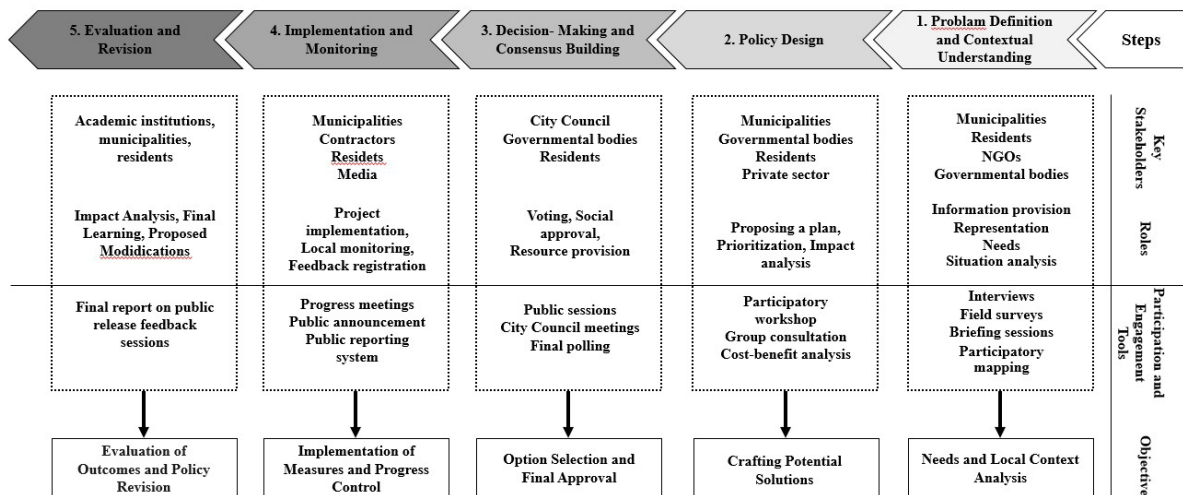 5. Evaluation and
Revision
4. Implementation and
Monitoring
3. Decision- Making and
Consensus Building
2. Policy Design
1. Problam Definition
and Contextual
Understanding
Steps
Academic institutions,
municipalities,
residents
Municipalities
Contractors
Residets
Media
City Council
Governmental bodies
Residents
Municipalities
Governmental bodies
Residents
Private sector
Municipalities
Residents
NGOs
Governmental bodies
Key
Stakeholders
Impact Analysis, Final
Learning, Proposed
Modidications
Project
implementation,
Local monitoring,
Feedback registration
Voting, Social
approval,
Resource provision
Proposing a plan,
Prioritization, Impact
analysis
Information provision
Representation
Needs
Situation analysis
Roles
Final report on public
release feedback
sessions
Progress meetings
Public announcement
Public reporting
system
Public sessions
City Council meetings
Final polling
Participatory
workshop
Group consultation
Cost-benefit analysis
Interviews
Field surveys
Briefing sessions
Participatory
mapping
Participation and
Engagement
Tools
Evaluation of
Outcomes and Policy
Revision
Implementation of
Measures and Progress
Control
Option Selection and
Final Approval
Crafting Potential
Solutions
Needs and Local Context
Analysis
Objective